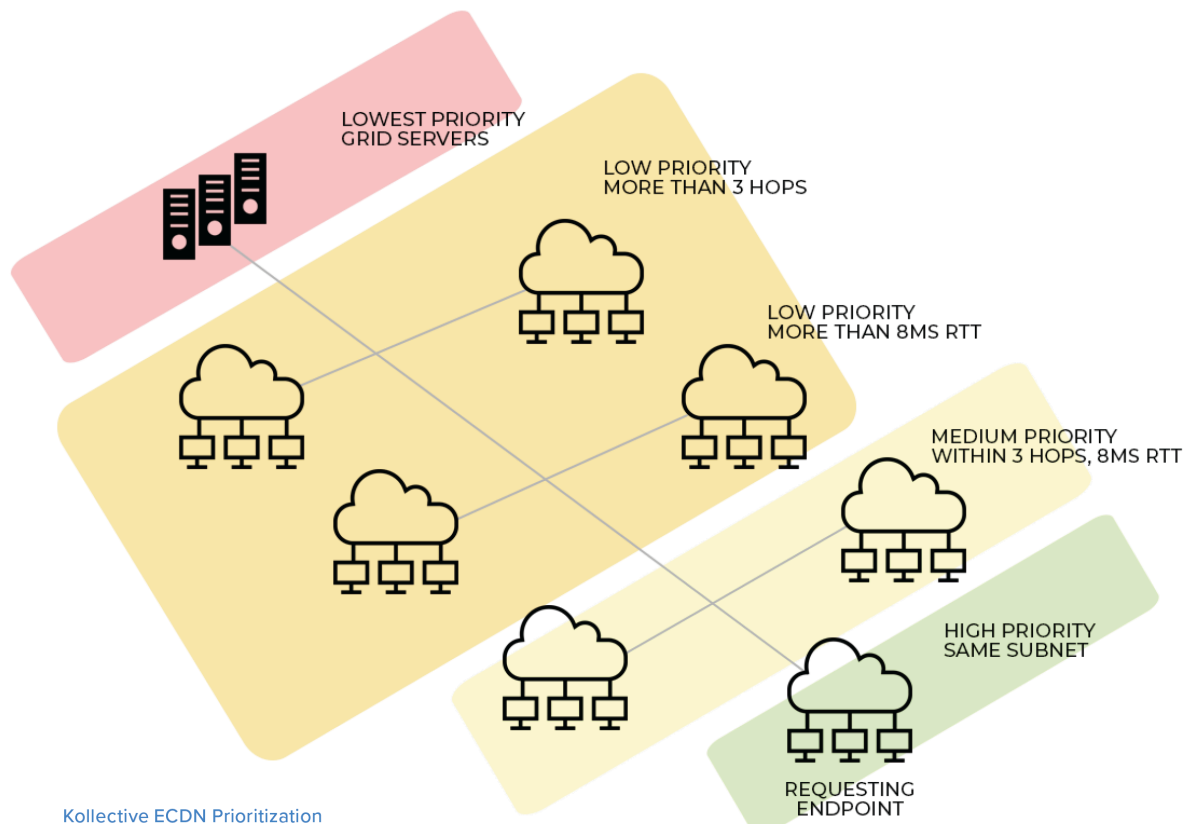 LOWEST PRIORITY
GRID SERVERS
LOW PRIORITY
MORE THAN 3 HOPS
LOW PRIORITY
MORE THAN 8MS RTT
MEDIUM PRIORITY
WITHIN 3 HOPS, 8MS RTT
HIGH PRIORITY
SAME SUBNET
REQUESTING
ENDPOINT
Kollective ECDN Prioritization